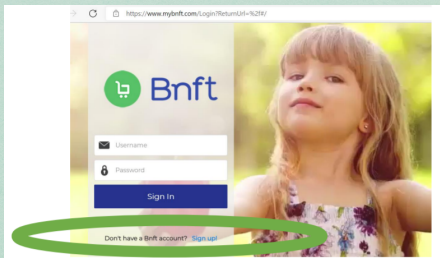 https://www.mybnft.com/Login?ReturnUrl=%2f#/
Bnft
Username
Password
Sign In
Don't have a Bnft account? Sign up!